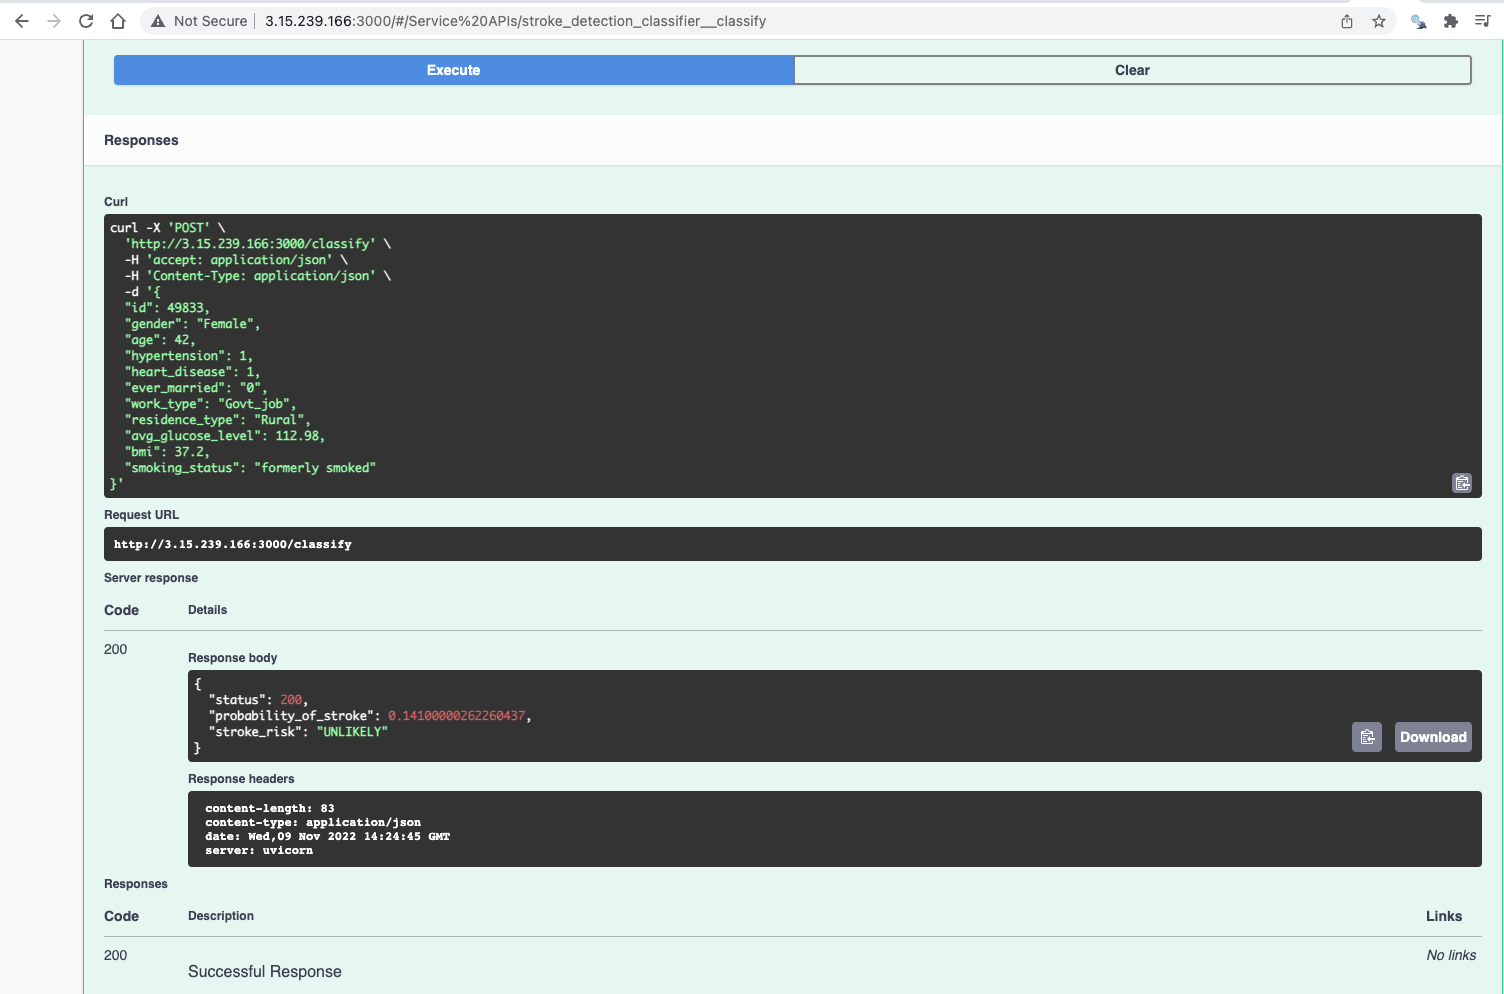 Not Secure 3.15.239.166:3000/#/Service%20APIs/stroke_detection_classifier__classify
Execute Clear
Responses
Curl
curl -X 'POST' \
'http://3.15.239.166:3000/classify' \
-H 'accept: application/json' \
-H 'Content-Type: application/json' \
-d '{
"id": 49833,
"gender": "Female",
"age": 42,
"hypertension": 1,
"heart_disease": 1,
"ever_married": "0",
"work_type": "Govt_job",
"residence_type": "Rural",
"avg_glucose_level": 112.98,
"bmi": 37.2,
"smoking_status": "formerly smoked"
}'
Request URL
http://3.15.239.166:3000/classify
Server response
Code Details
200
Response body
{
"status": 200,
"probability_of_stroke": 0.14100000262260437,
"stroke_risk": "UNLIKELY"
}
Download
Response headers
content-length: 83
content-type: application/json
date: Wed,09 Nov 2022 14:24:45 GMT
server: uvicorn
Responses
Code Description Links
200 No links
Successful Response